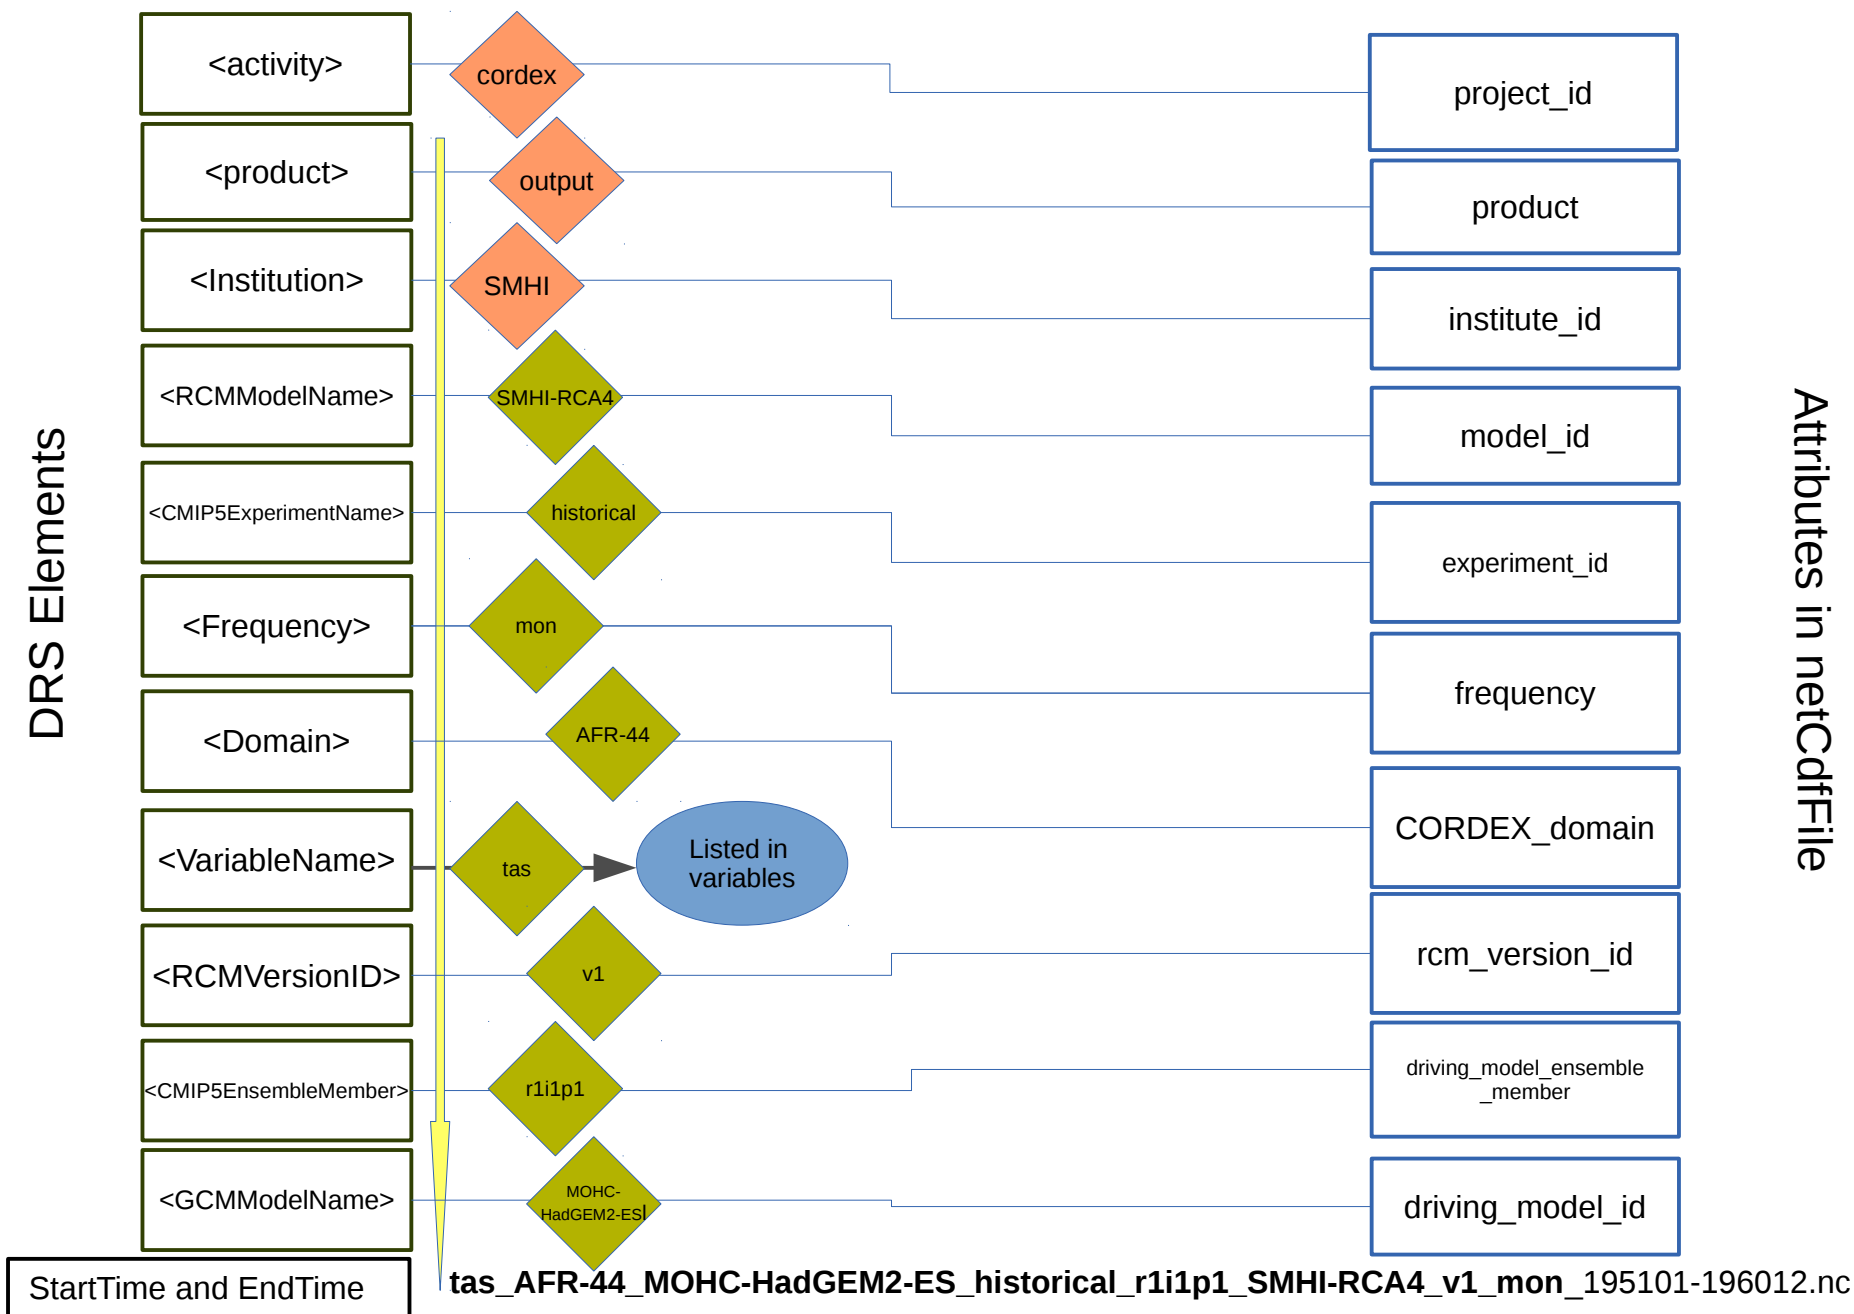 <activity>
cordex
project_id
<product>
output
product
<Institution>
SMHI
institute_id
<RCMModelName>
SMHI-RCA4
model_id
<CMIP5ExperimentName>
historical
experiment_id
<Frequency>
mon
frequency
<Domain>
AFR-44
CORDEX_domain
<VariableName>
tas
Listed in
variables
<RCMVersionID>
v1
rcm_version_id
<CMIP5EnsembleMember>
r1i1p1
driving_model_ensemble
_member
<GCMModelName>
MOHC-
HadGEM2-ESl
driving_model_id
StartTime and EndTime
tas_AFR-44_MOHC-HadGEM2-ES_historical_r1i1p1_SMHI-RCA4_v1_mon_195101-196012.nc
DRS Elements
Attributes in netCdfFile